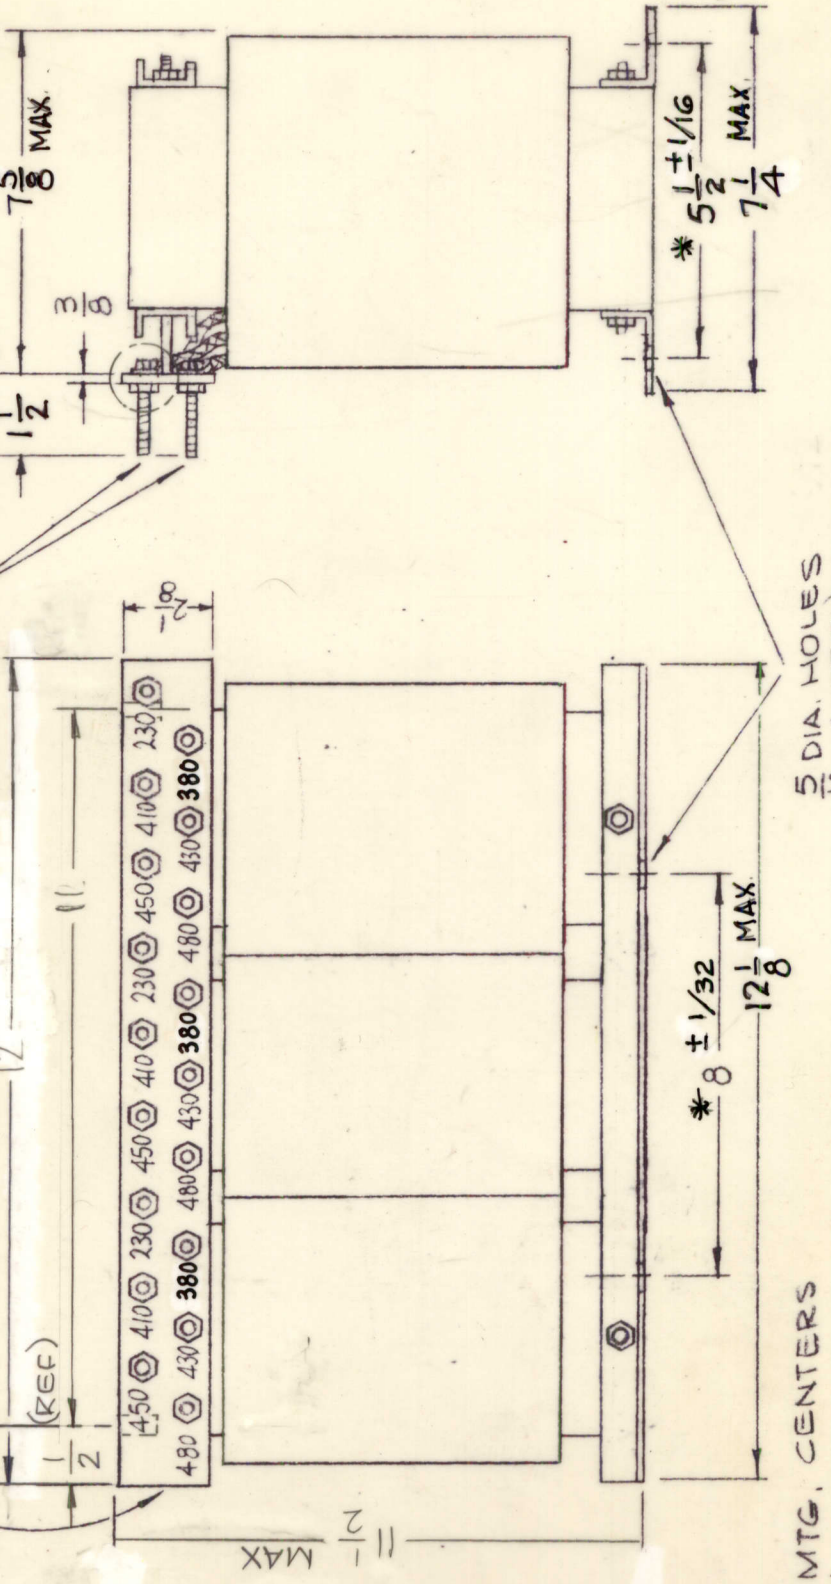 7 5/8 MAX.
3/8
1 1/2
* 5 1/2 ± 1/16
7 1/4 MAX.
12
11
1/2 (REF)
2 1/8
450 410 230 450 410 230 450 410 230
480 430 380 480 430 380 480 430 380
11 1/2 MAX
* 8 ± 1/32
12 1/8 MAX.
DIA. HOLES
MTG. CENTERS